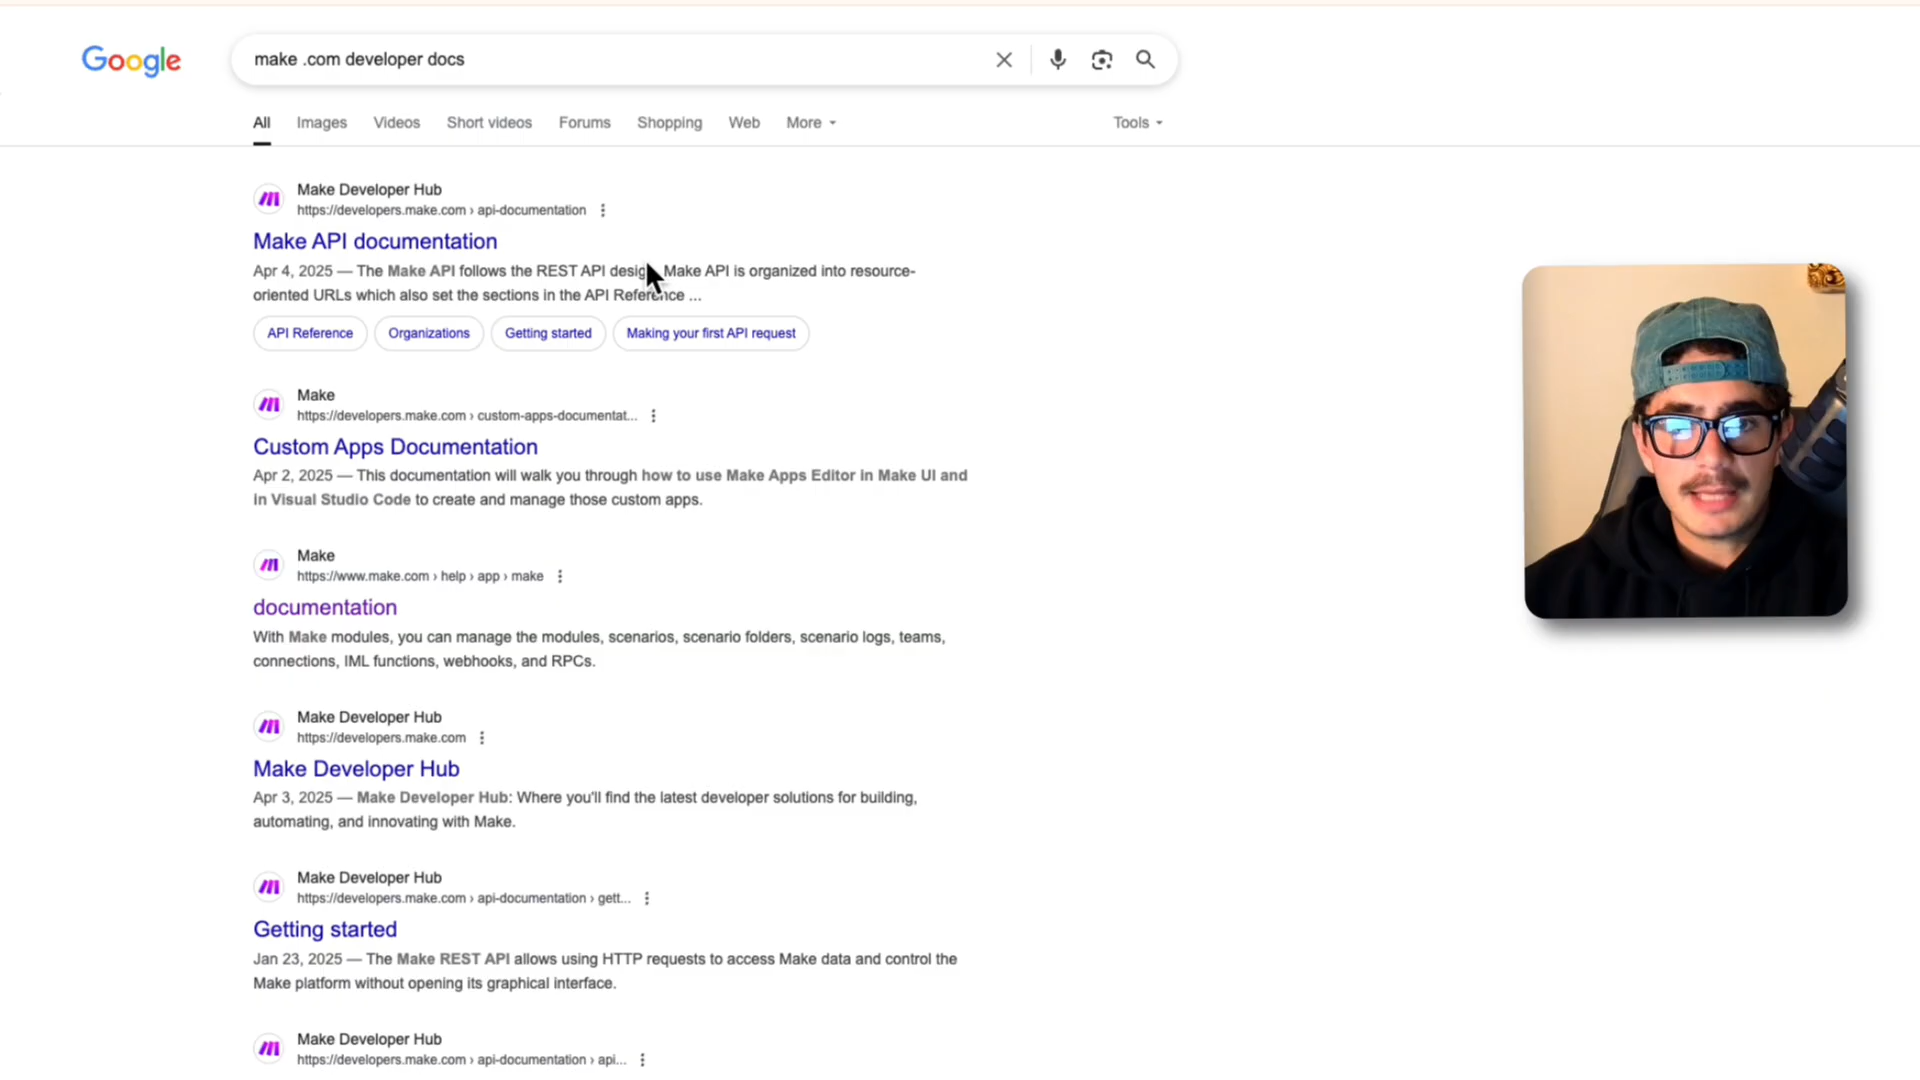 Google
make .com developer docs
All
Images
Videos
Short videos
Forums
Shopping
Web
More
Tools
Make Developer Hub
https://developers.make.com › api-documentation
Make API documentation
Apr 4, 2025 — The Make API follows the REST API desig Make API is organized into resource-
oriented URLs which also set the sections in the API Reference ...
API Reference
Organizations
Getting started
Making your first API request
Make
https://developers.make.com › custom-apps-documentat...
Custom Apps Documentation
Apr 2, 2025 — This documentation will walk you through how to use Make Apps Editor in Make UI and
in Visual Studio Code to create and manage those custom apps.
Make
https://www.make.com › help › app › make
documentation
With Make modules, you can manage the modules, scenarios, scenario folders, scenario logs, teams,
connections, IML functions, webhooks, and RPCs.
Make Developer Hub
https://developers.make.com
Make Developer Hub
Apr 3, 2025 — Make Developer Hub: Where you'll find the latest developer solutions for building,
automating, and innovating with Make.
Make Developer Hub
https://developers.make.com › api-documentation › gett...
Getting started
Jan 23, 2025 — The Make REST API allows using HTTP requests to access Make data and control the
Make platform without opening its graphical interface.
Make Developer Hub
https://developers.make.com › api-documentation › api...